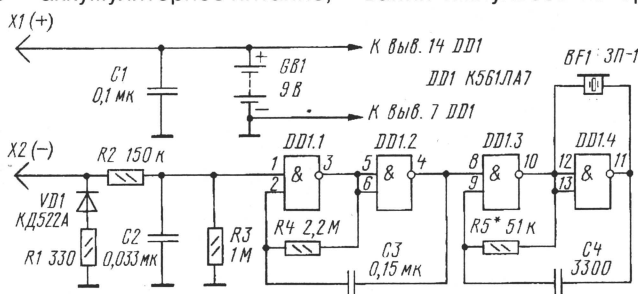 X1 (+)
C1
0,1 мк
GB1
9 В
+
−
К выв. 14 DD1
DD1 К561ЛА7
К выв. 7 DD1
BF1 ЗП-1
X2 (−)
R2 150 к
VD1
КД522А
R1 330
C2
0,033 мк
R3
1М
DD1.1
1
2
&
3
DD1.2
5
6
&
4
R4 2,2 М
C3
0,15 мк
DD1.3
8
9
&
10
DD1.4
12
13
&
11
R5* 51 к
C4
3300